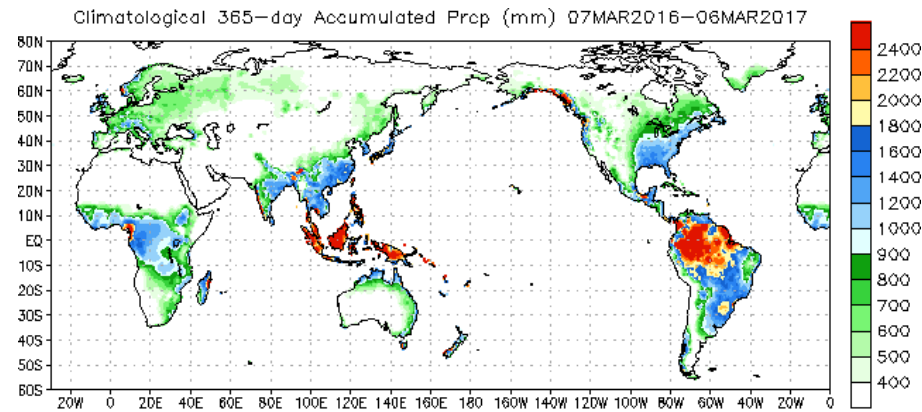 Climatological 365-day Accumulated Prcp (mm) 07MAR2016-06MAR2017
80N
70N
60N
50N
40N
30N
20N
10N
EQ
10S
20S
30S
40S
50S
60S
20W 0 20E 40E 60E 80E 100E 120E 140E 160E 180 160W 140W 120W 100W 80W 60W 40W 20W 0
2400
2200
2000
1800
1600
1400
1200
1000
900
800
700
600
500
400